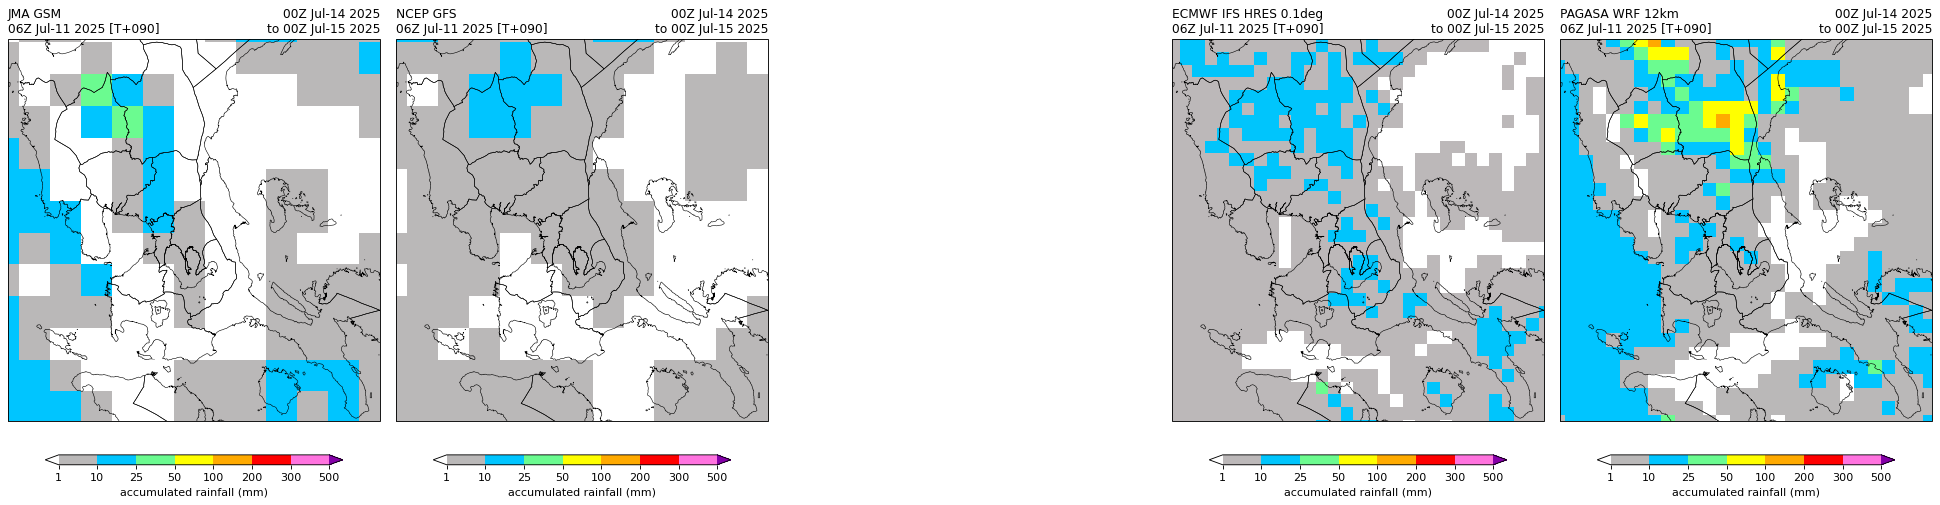 JMA GSM 00Z Jul-14 2025
06Z Jul-11 2025 [T+090] to 00Z Jul-15 2025
1 10 25 50 100 200 300 500
accumulated rainfall (mm)
NCEP GFS 00Z Jul-14 2025
06Z Jul-11 2025 [T+090] to 00Z Jul-15 2025
1 10 25 50 100 200 300 500
accumulated rainfall (mm)
ECMWF IFS HRES 0.1deg 00Z Jul-14 2025
06Z Jul-11 2025 [T+090] to 00Z Jul-15 2025
1 10 25 50 100 200 300 500
accumulated rainfall (mm)
PAGASA WRF 12km 00Z Jul-14 2025
06Z Jul-11 2025 [T+090] to 00Z Jul-15 2025
1 10 25 50 100 200 300 500
accumulated rainfall (mm)